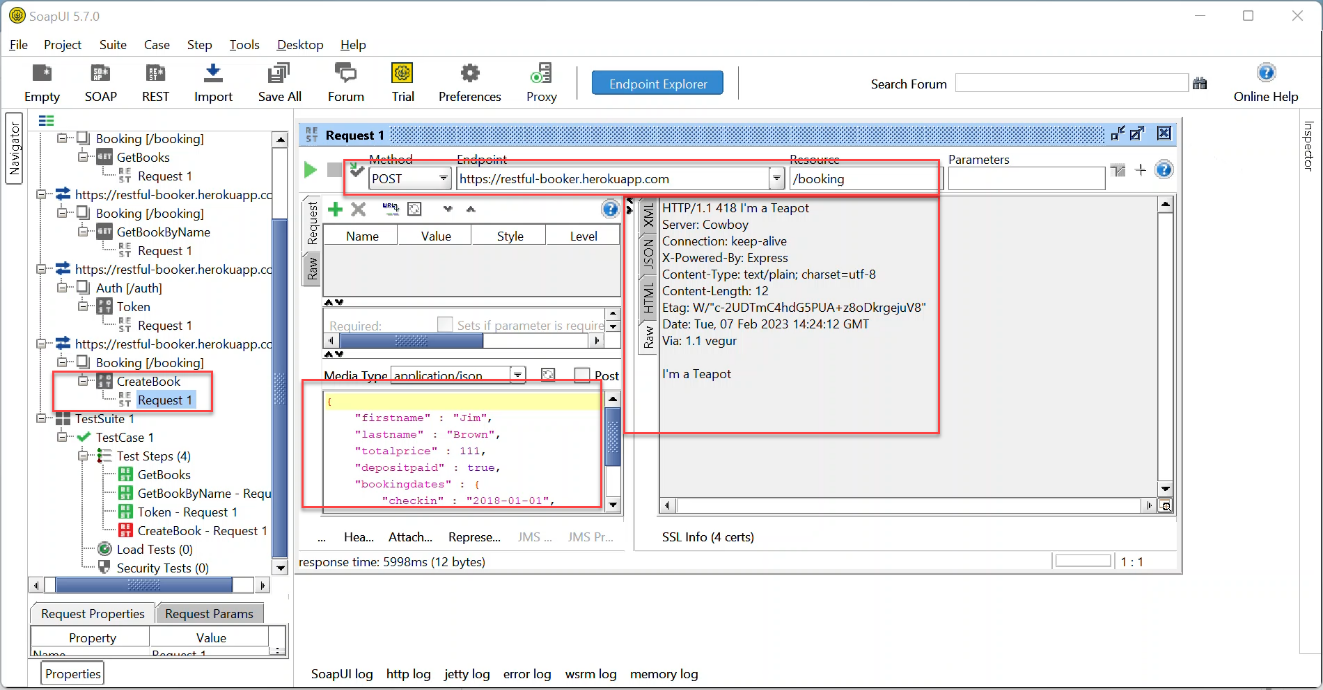 SoapUI 5.7.0
File Project Suite Case Step Tools Desktop Help
Empty SOAP REST Import Save All Forum Trial Preferences Proxy Endpoint Explorer Search Forum Online Help
Navigator
Booking [/booking]
GetBooks
Request 1
https://restful-booker.herokuapp.cc
Booking [/booking]
GetBookByName
Request 1
https://restful-booker.herokuapp.cc
Auth [/auth]
Token
Request 1
https://restful-booker.herokuapp.cc
Booking [/booking]
CreateBook
Request 1
TestSuite 1
TestCase 1
Test Steps (4)
GetBooks
GetBookByName - Requ
Token - Request 1
CreateBook - Request 1
Load Tests (0)
Security Tests (0)
Request Properties Request Params
Property Value
Name Request 1
Properties
Request 1
Method Endpoint Resource Parameters
POST https://restful-booker.herokuapp.com /booking
Request
Raw
Name Value Style Level
Required: Sets if parameter is require
Media Type application/json Post
{
"firstname" : "Jim",
"lastname" : "Brown",
"totalprice" : 111,
"depositpaid" : true,
"bookingdates" : {
"checkin" : "2018-01-01",
... Hea... Attach... Represe... JMS ... JMS Pr...
XML
JSON
HTML
Raw
HTTP/1.1 418 I'm a Teapot
Server: Cowboy
Connection: keep-alive
X-Powered-By: Express
Content-Type: text/plain; charset=utf-8
Content-Length: 12
Etag: W/"c-2UDTmC4hdG5PUA+z8oDkrgejuV8"
Date: Tue, 07 Feb 2023 14:24:12 GMT
Via: 1.1 vegur
I'm a Teapot
SSL Info (4 certs)
response time: 5998ms (12 bytes) 1 : 1
Inspector
SoapUI log http log jetty log error log wsrm log memory log